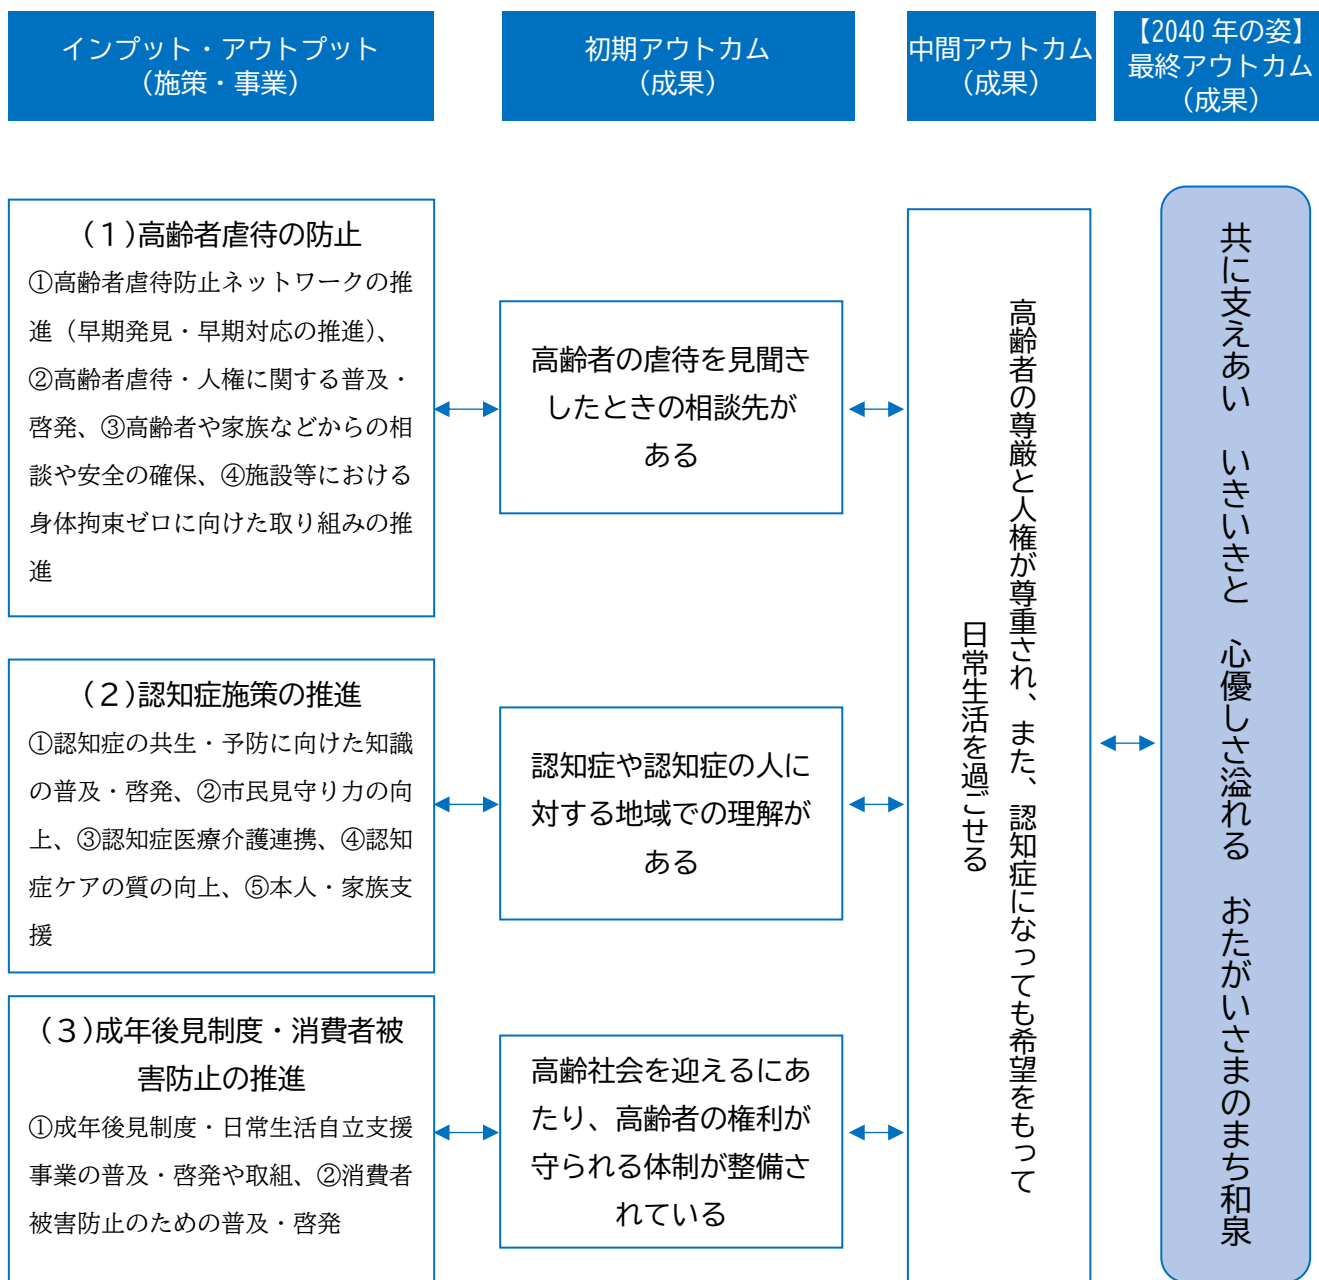 インプット・アウトプット
（施策・事業）
初期アウトカム
（成果）
中間アウトカム
（成果）
【2040年の姿】
最終アウトカム
（成果）
（１）高齢者虐待の防止
①高齢者虐待防止ネットワークの推
進（早期発見・早期対応の推進）、
②高齢者虐待・人権に関する普及・
啓発、③高齢者や家族などからの相
談や安全の確保、④施設等における
身体拘束ゼロに向けた取り組みの推
進
高齢者の虐待を見聞き
したときの相談先が
ある
（２）認知症施策の推進
①認知症の共生・予防に向けた知識
の普及・啓発、②市民見守り力の向
上、③認知症医療介護連携、④認知
症ケアの質の向上、⑤本人・家族支
援
認知症や認知症の人に
対する地域での理解が
ある
（３）成年後見制度・消費者被
害防止の推進
①成年後見制度・日常生活自立支援
事業の普及・啓発や取組、②消費者
被害防止のための普及・啓発
高齢社会を迎えるにあ
たり、高齢者の権利が
守られる体制が整備さ
れている
高齢者の尊厳と人権が尊重され、また、認知症になっても希望をもって
日常生活を過ごせる
共に支えあい　いきいきと　心優しさ溢れる　おたがいさまのまち和泉